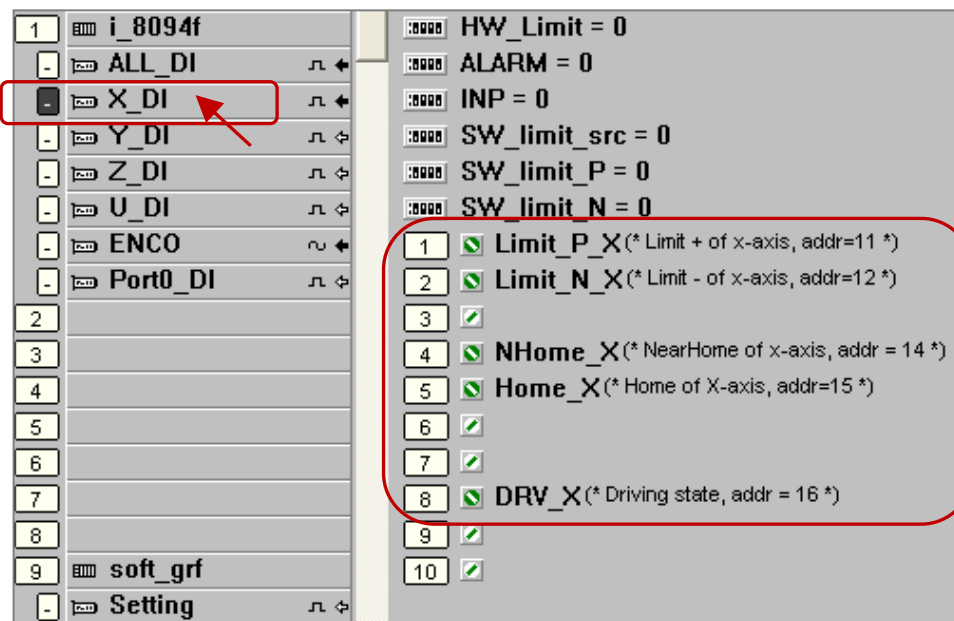 1 i_8094f
- ALL_DI
- X_DI
- Y_DI
- Z_DI
- U_DI
- ENCO
- Port0_DI
2
3
4
5
6
7
8
9 soft_grf
- Setting
HW_Limit = 0
ALARM = 0
INP = 0
SW_limit_src = 0
SW_limit_P = 0
SW_limit_N = 0
1 Limit_P_X (* Limit + of x-axis, addr=11 *)
2 Limit_N_X (* Limit - of x-axis, addr=12 *)
3
4 NHome_X (* NearHome of x-axis, addr = 14 *)
5 Home_X (* Home of X-axis, addr=15 *)
6
7
8 DRV_X (* Driving state, addr = 16 *)
9
10